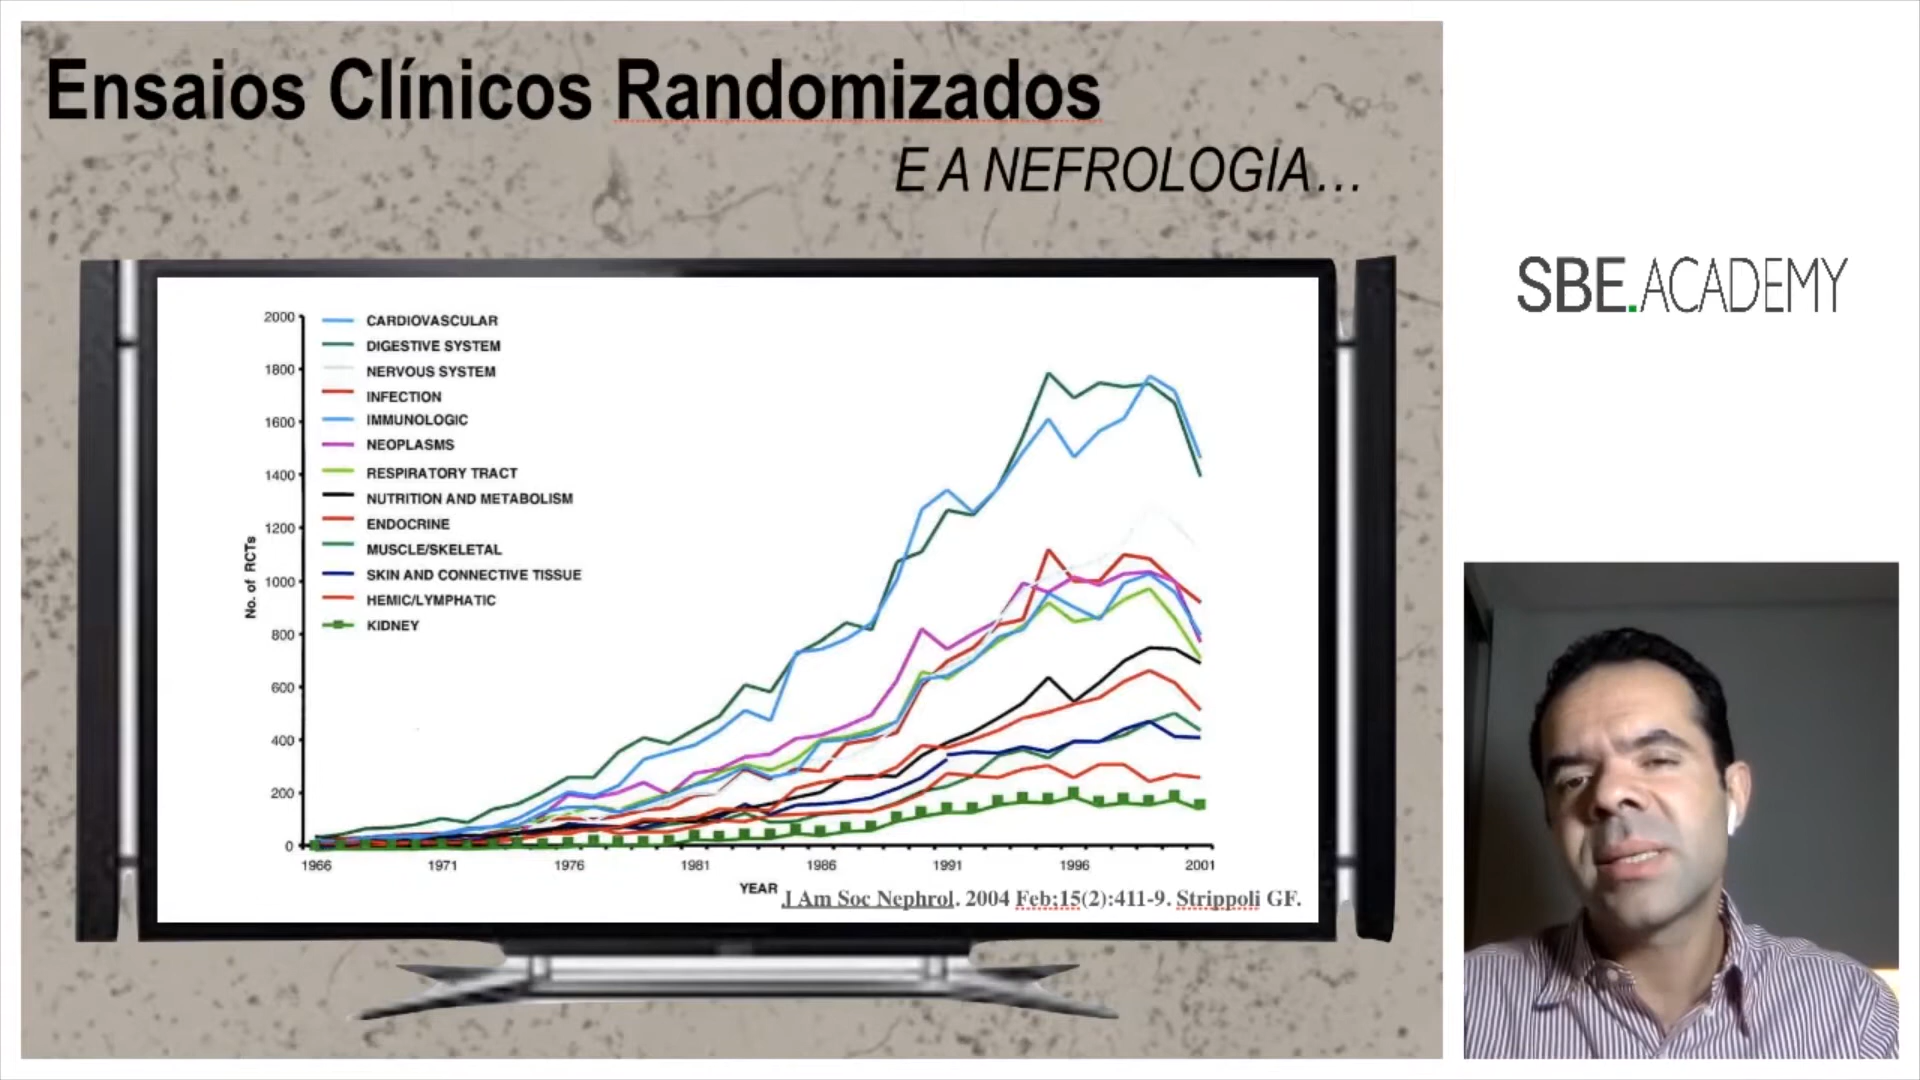 Ensaios Clínicos Randomizados
E A NEFROLOGIA...
SBE.ACADEMY
2000
1800
1600
1400
1200
1000
800
600
400
200
0
No. of RCTs
CARDIOVASCULAR
DIGESTIVE SYSTEM
NERVOUS SYSTEM
INFECTION
IMMUNOLOGIC
NEOPLASMS
RESPIRATORY TRACT
NUTRITION AND METABOLISM
ENDOCRINE
MUSCLE/SKELETAL
SKIN AND CONNECTIVE TISSUE
HEMIC/LYMPHATIC
KIDNEY
1966 1971 1976 1981 1986 1991 1996 2001
YEAR
J Am Soc Nephrol. 2004 Feb;15(2):411-9. Strippoli GF.